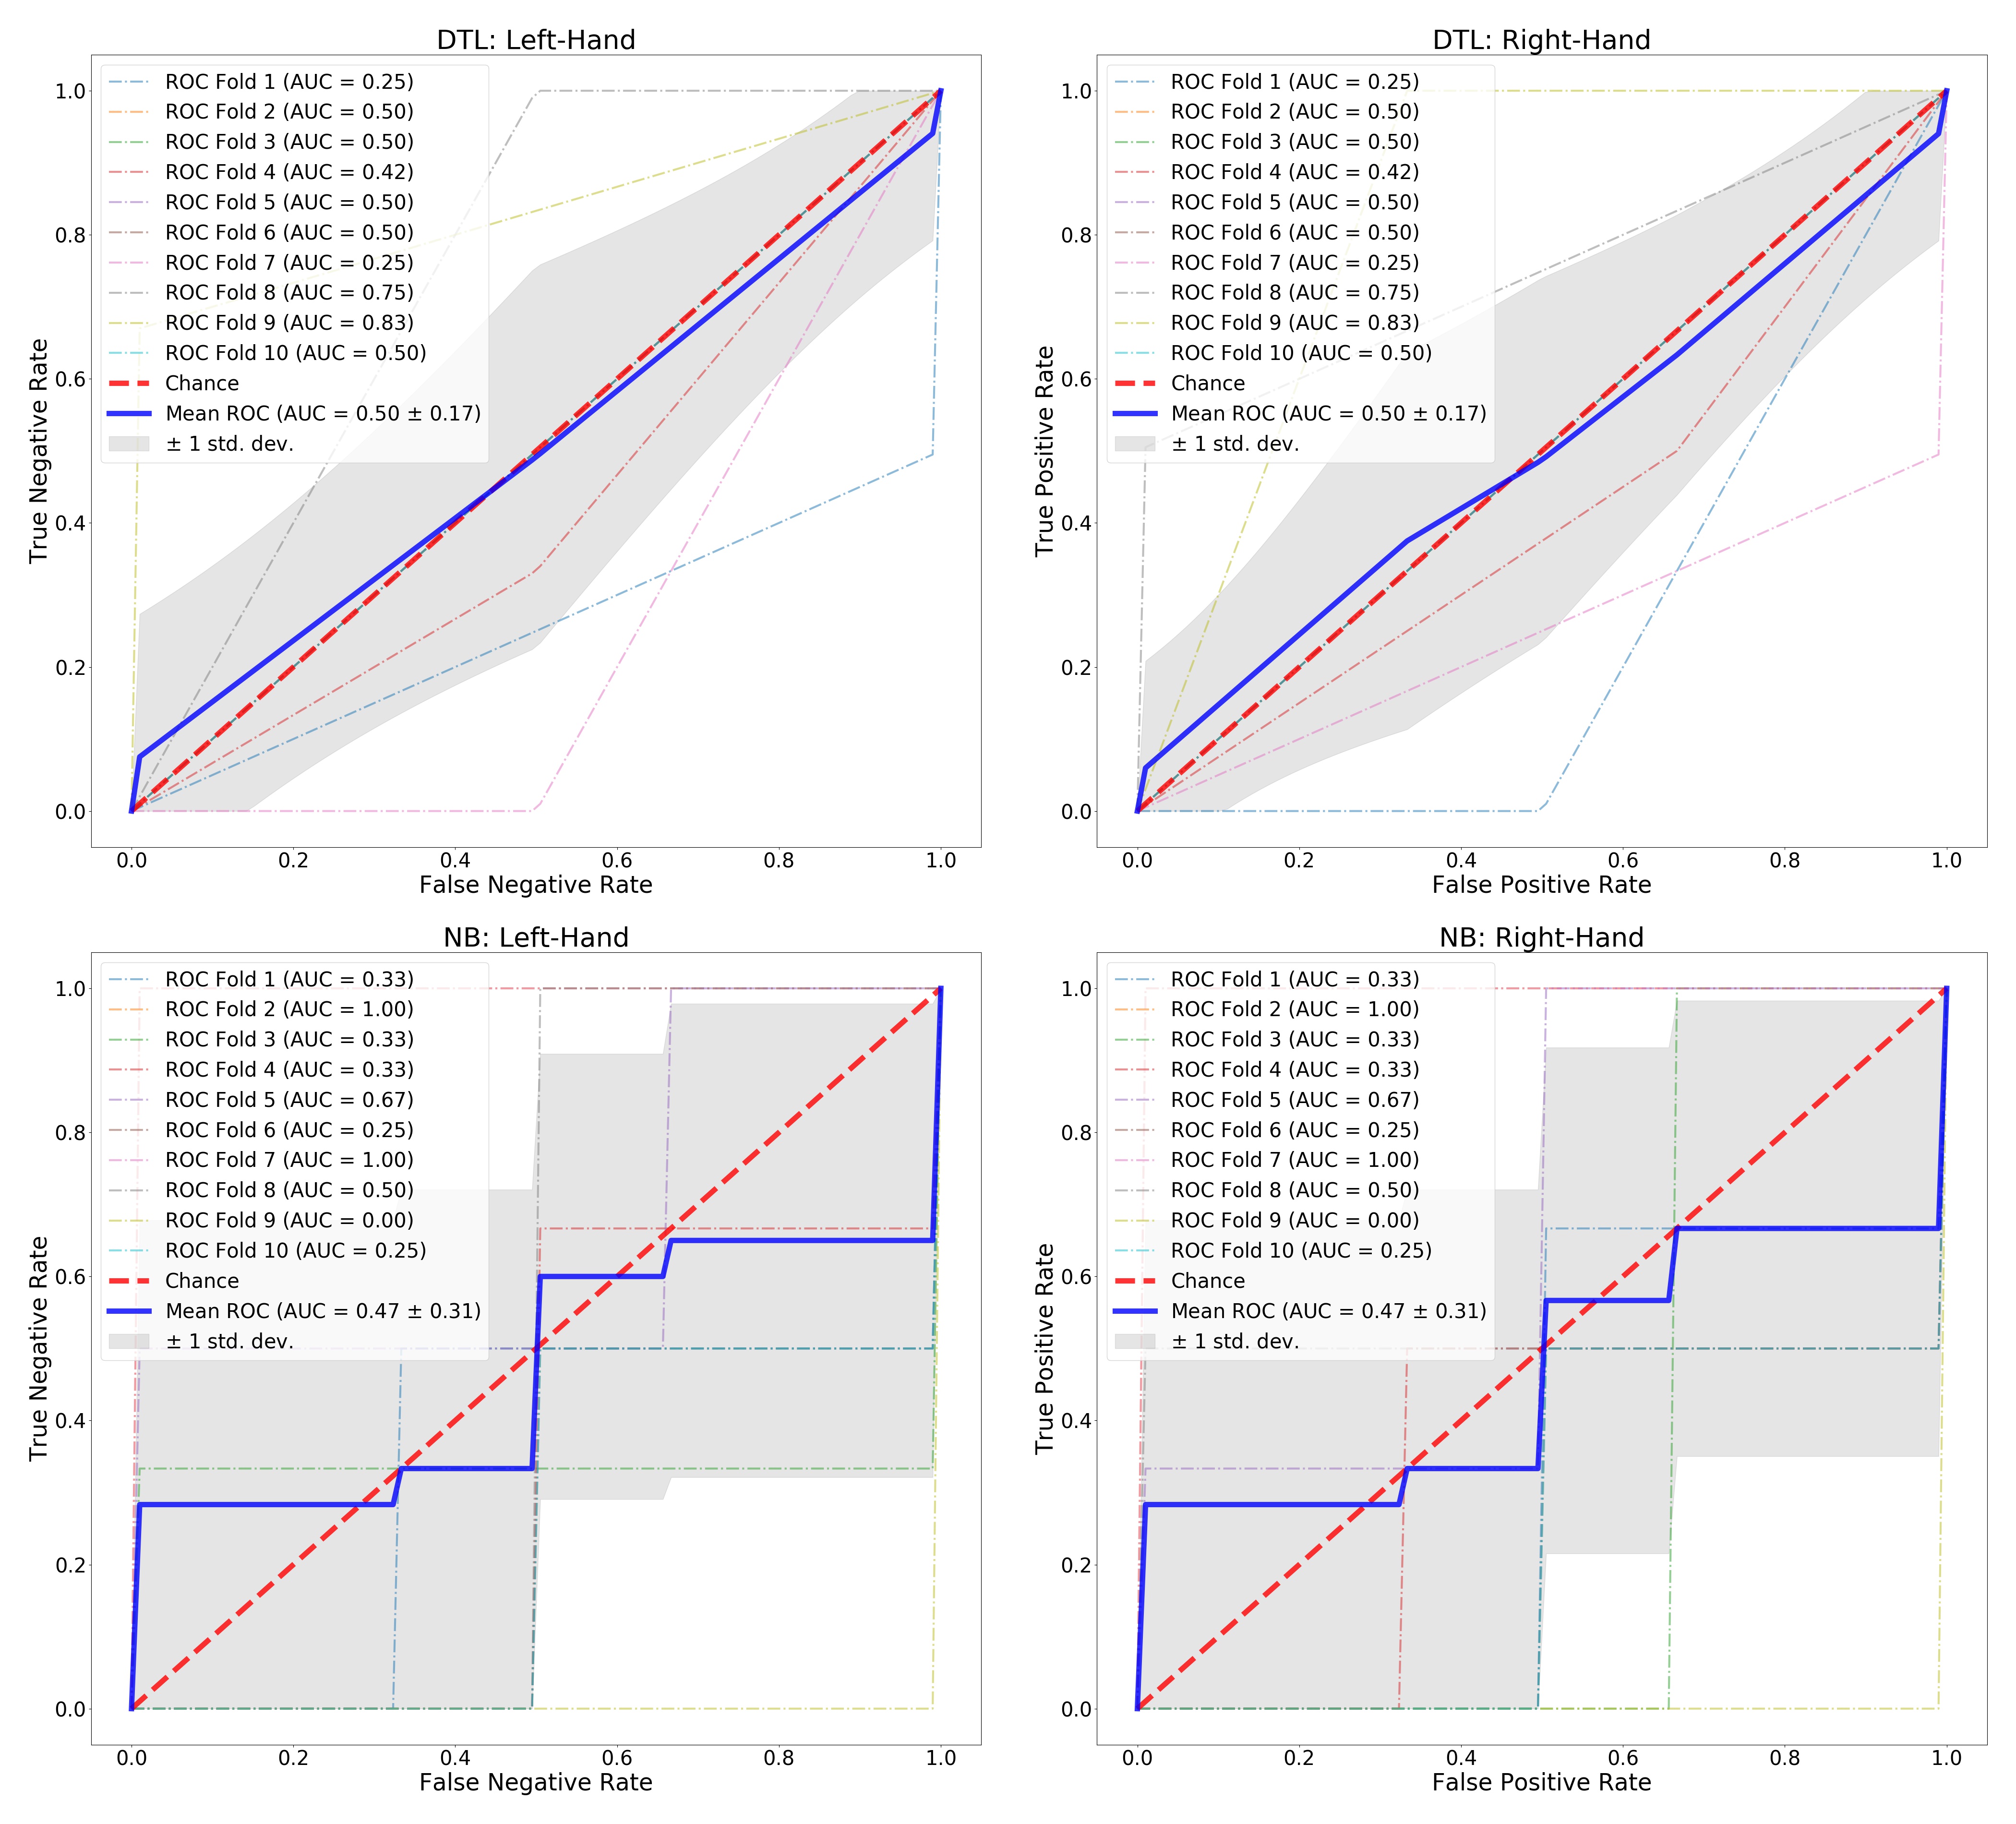 DTL: Left-Hand
True Negative Rate
1.0
0.8
0.6
0.4
0.2
0.0
ROC Fold 1 (AUC = 0.25)
ROC Fold 2 (AUC = 0.50)
ROC Fold 3 (AUC = 0.50)
ROC Fold 4 (AUC = 0.42)
ROC Fold 5 (AUC = 0.50)
ROC Fold 6 (AUC = 0.50)
ROC Fold 7 (AUC = 0.25)
ROC Fold 8 (AUC = 0.75)
ROC Fold 9 (AUC = 0.83)
ROC Fold 10 (AUC = 0.50)
Chance
Mean ROC (AUC = 0.50 ± 0.17)
± 1 std. dev.
0.0 0.2 0.4 0.6 0.8 1.0
False Negative Rate
DTL: Right-Hand
True Positive Rate
1.0
0.8
0.6
0.4
0.2
0.0
ROC Fold 1 (AUC = 0.25)
ROC Fold 2 (AUC = 0.50)
ROC Fold 3 (AUC = 0.50)
ROC Fold 4 (AUC = 0.42)
ROC Fold 5 (AUC = 0.50)
ROC Fold 6 (AUC = 0.50)
ROC Fold 7 (AUC = 0.25)
ROC Fold 8 (AUC = 0.75)
ROC Fold 9 (AUC = 0.83)
ROC Fold 10 (AUC = 0.50)
Chance
Mean ROC (AUC = 0.50 ± 0.17)
± 1 std. dev.
0.0 0.2 0.4 0.6 0.8 1.0
False Positive Rate
NB: Left-Hand
True Negative Rate
1.0
0.8
0.6
0.4
0.2
0.0
ROC Fold 1 (AUC = 0.33)
ROC Fold 2 (AUC = 1.00)
ROC Fold 3 (AUC = 0.33)
ROC Fold 4 (AUC = 0.33)
ROC Fold 5 (AUC = 0.67)
ROC Fold 6 (AUC = 0.25)
ROC Fold 7 (AUC = 1.00)
ROC Fold 8 (AUC = 0.50)
ROC Fold 9 (AUC = 0.00)
ROC Fold 10 (AUC = 0.25)
Chance
Mean ROC (AUC = 0.47 ± 0.31)
± 1 std. dev.
0.0 0.2 0.4 0.6 0.8 1.0
False Negative Rate
NB: Right-Hand
True Positive Rate
1.0
0.8
0.6
0.4
0.2
0.0
ROC Fold 1 (AUC = 0.33)
ROC Fold 2 (AUC = 1.00)
ROC Fold 3 (AUC = 0.33)
ROC Fold 4 (AUC = 0.33)
ROC Fold 5 (AUC = 0.67)
ROC Fold 6 (AUC = 0.25)
ROC Fold 7 (AUC = 1.00)
ROC Fold 8 (AUC = 0.50)
ROC Fold 9 (AUC = 0.00)
ROC Fold 10 (AUC = 0.25)
Chance
Mean ROC (AUC = 0.47 ± 0.31)
± 1 std. dev.
0.0 0.2 0.4 0.6 0.8 1.0
False Positive Rate